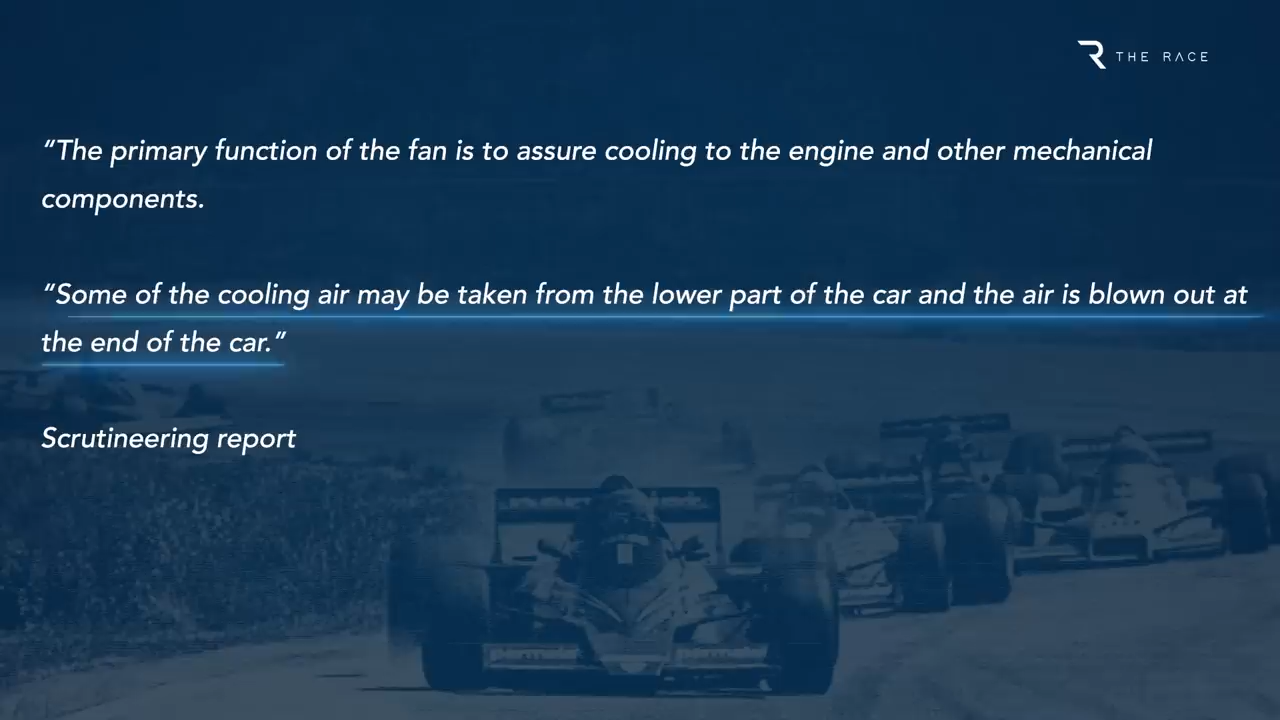 THE RACE
“The primary function of the fan is to assure cooling to the engine and other mechanical
components.
“Some of the cooling air may be taken from the lower part of the car and the air is blown out at
the end of the car.”
Scrutineering report
parmalat
parmalat